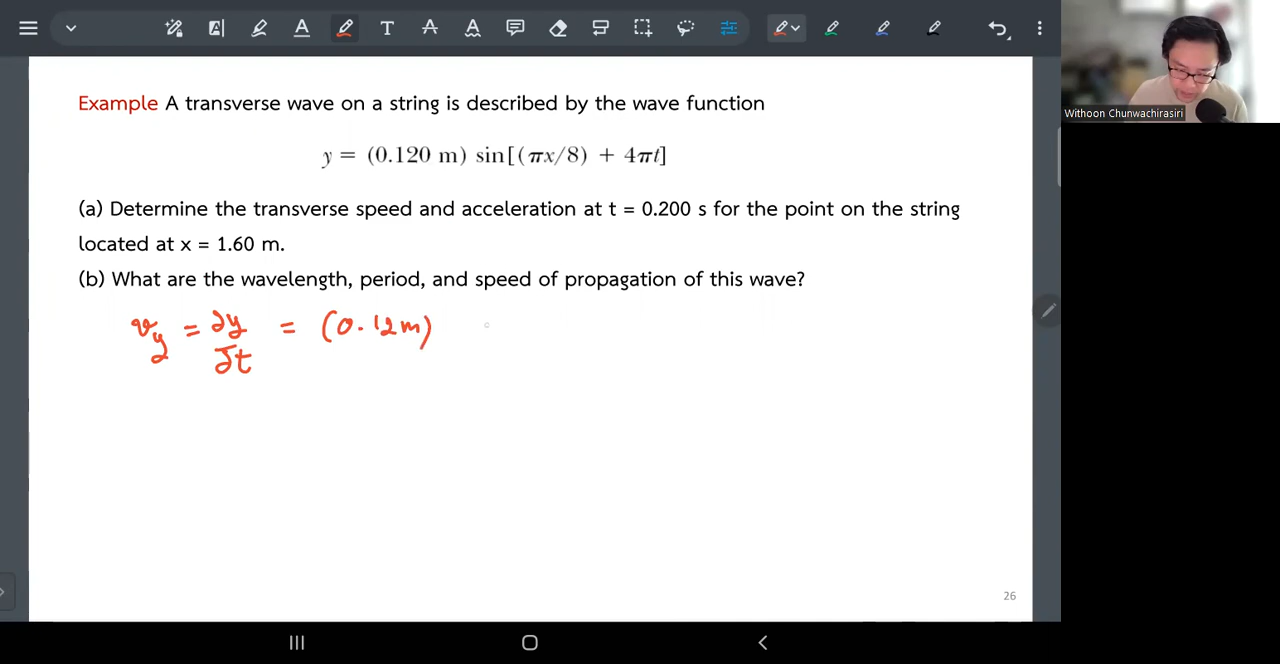 Example A transverse wave on a string is described by the wave function
y = (0.120 m) sin[(πx/8) + 4πt]
(a) Determine the transverse speed and acceleration at t = 0.200 s for the point on the string
located at x = 1.60 m.
(b) What are the wavelength, period, and speed of propagation of this wave?
v_y = ∂y/∂t = (0.12m)
26
Withoon Chunwachirasiri